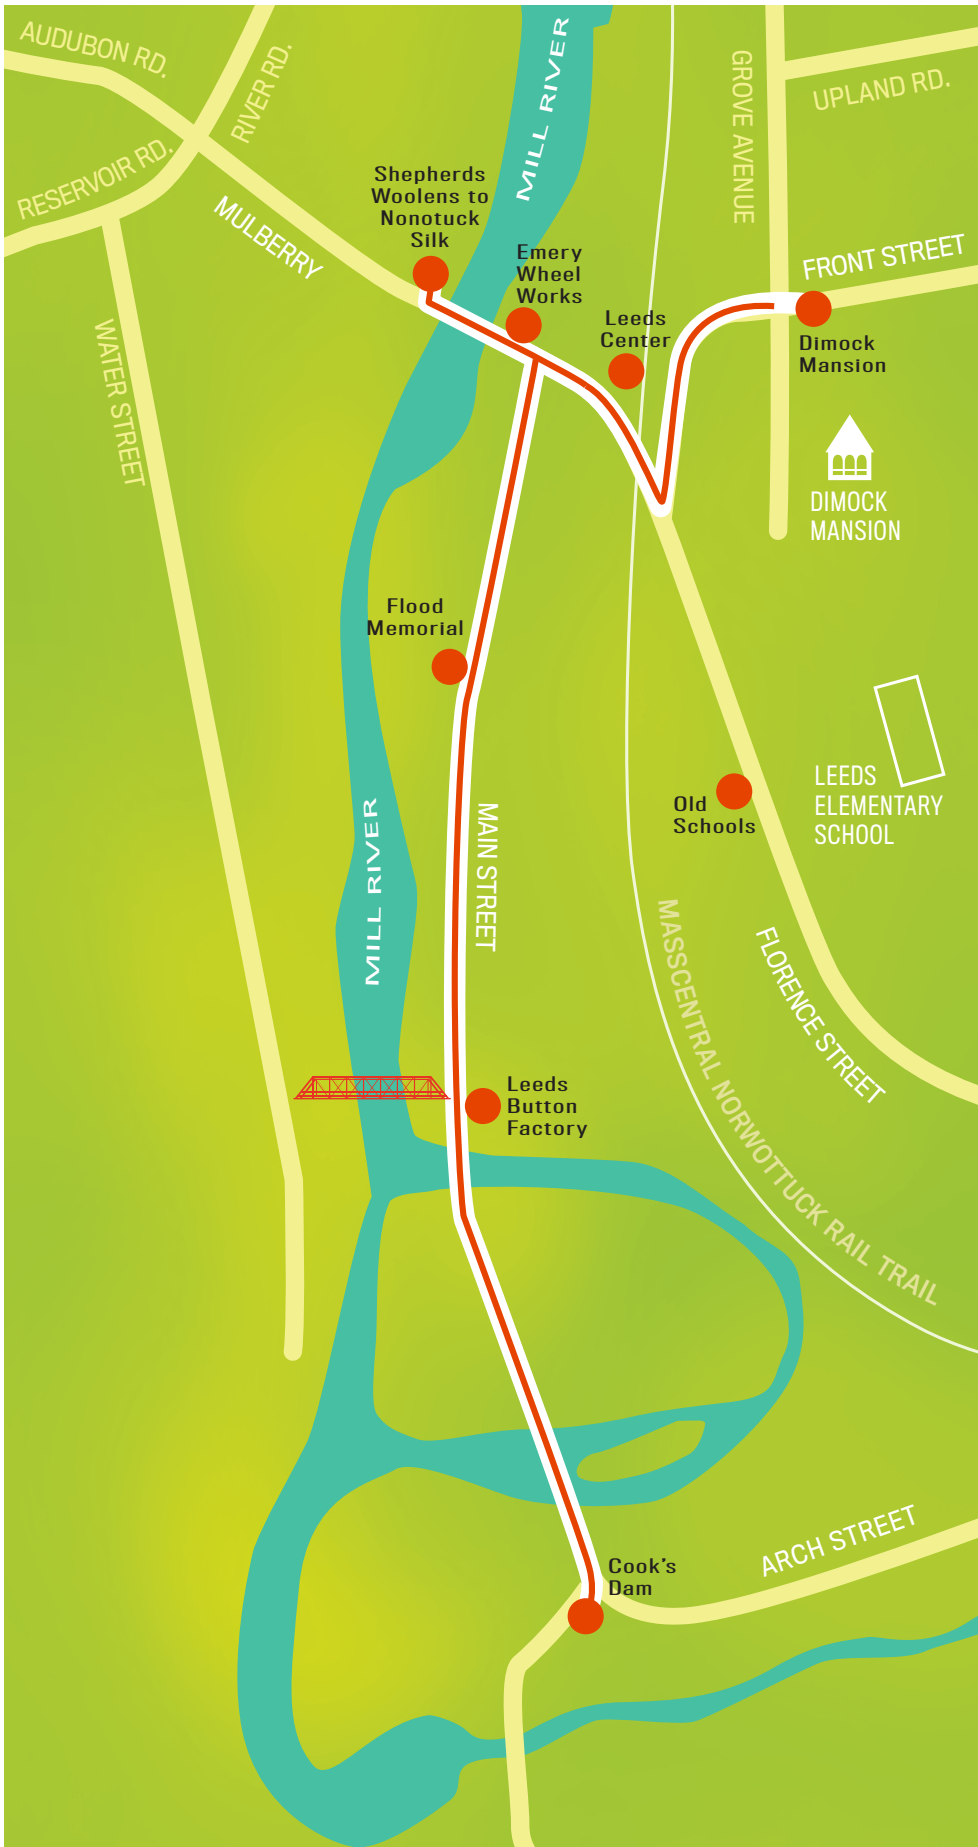 AUDUBON RD.
RIVER RD.
RESERVOIR RD.
MULBERRY
WATER STREET
MILL RIVER
GROVE AVENUE
UPLAND RD.
FRONT STREET
Shepherds
Woolens to
Nonotuck
Silk
Emery
Wheel
Works
Leeds
Center
Dimock
Mansion
DIMOCK
MANSION
Flood
Memorial
Old
Schools
LEEDS
ELEMENTARY
SCHOOL
MILL RIVER
MAIN STREET
MASSCENTRAL NORWOTTUCK RAIL TRAIL
FLORENCE STREET
Leeds
Button
Factory
ARCH STREET
Cook's
Dam